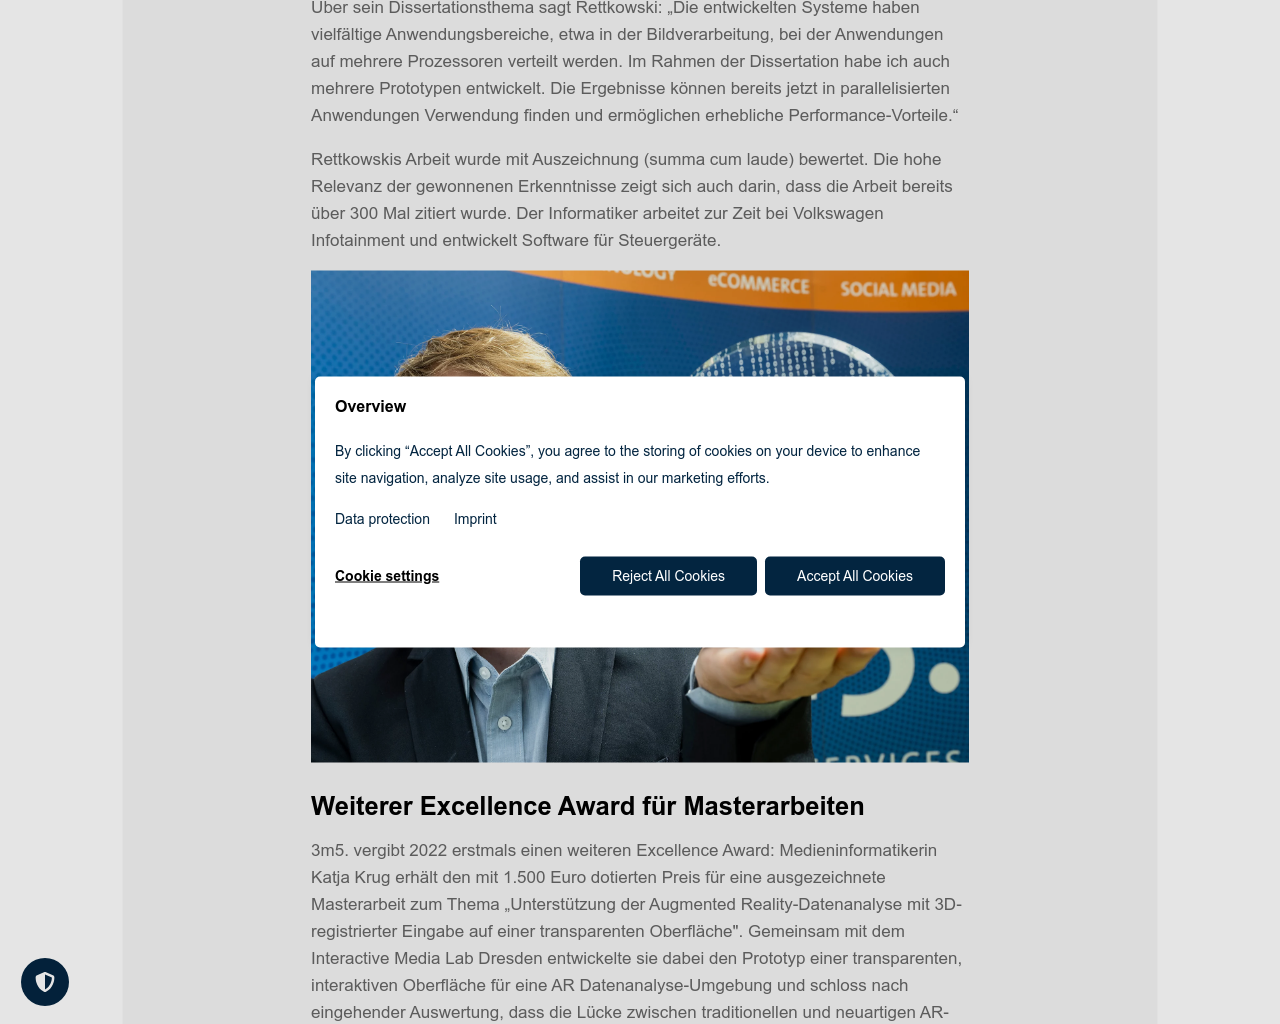 Über sein Dissertationsthema sagt Rettkowski: „Die entwickelten Systeme haben
vielfältige Anwendungsbereiche, etwa in der Bildverarbeitung, bei der Anwendungen
auf mehrere Prozessoren verteilt werden. Im Rahmen der Dissertation habe ich auch
mehrere Prototypen entwickelt. Die Ergebnisse können bereits jetzt in parallelisierten
Anwendungen Verwendung finden und ermöglichen erhebliche Performance-Vorteile.“
Rettkowskis Arbeit wurde mit Auszeichnung (summa cum laude) bewertet. Die hohe
Relevanz der gewonnenen Erkenntnisse zeigt sich auch darin, dass die Arbeit bereits
über 300 Mal zitiert wurde. Der Informatiker arbeitet zur Zeit bei Volkswagen
Infotainment und entwickelt Software für Steuergeräte.
eCOMMERCE
SOCIAL MEDIA
Overview
By clicking “Accept All Cookies”, you agree to the storing of cookies on your device to enhance
site navigation, analyze site usage, and assist in our marketing efforts.
Data protection Imprint
Cookie settings
Reject All Cookies
Accept All Cookies
Weiterer Excellence Award für Masterarbeiten
3m5. vergibt 2022 erstmals einen weiteren Excellence Award: Medieninformatikerin
Katja Krug erhält den mit 1.500 Euro dotierten Preis für eine ausgezeichnete
Masterarbeit zum Thema „Unterstützung der Augmented Reality-Datenanalyse mit 3D-
registrierter Eingabe auf einer transparenten Oberfläche". Gemeinsam mit dem
Interactive Media Lab Dresden entwickelte sie dabei den Prototyp einer transparenten,
interaktiven Oberfläche für eine AR Datenanalyse-Umgebung und schloss nach
eingehender Auswertung, dass die Lücke zwischen traditionellen und neuartigen AR-